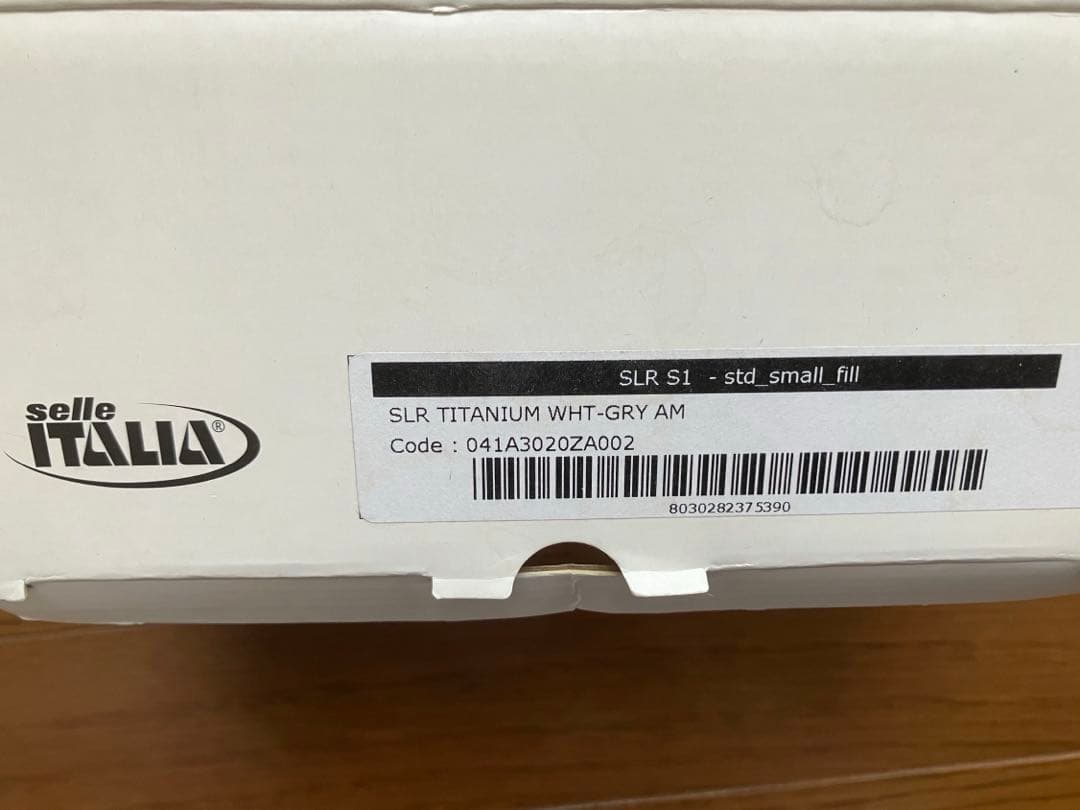 selle
ITALIA®
SLR S1 - std_small_fill
SLR TITANIUM WHT-GRY AM
Code : 041A3020ZA002
8030282375390